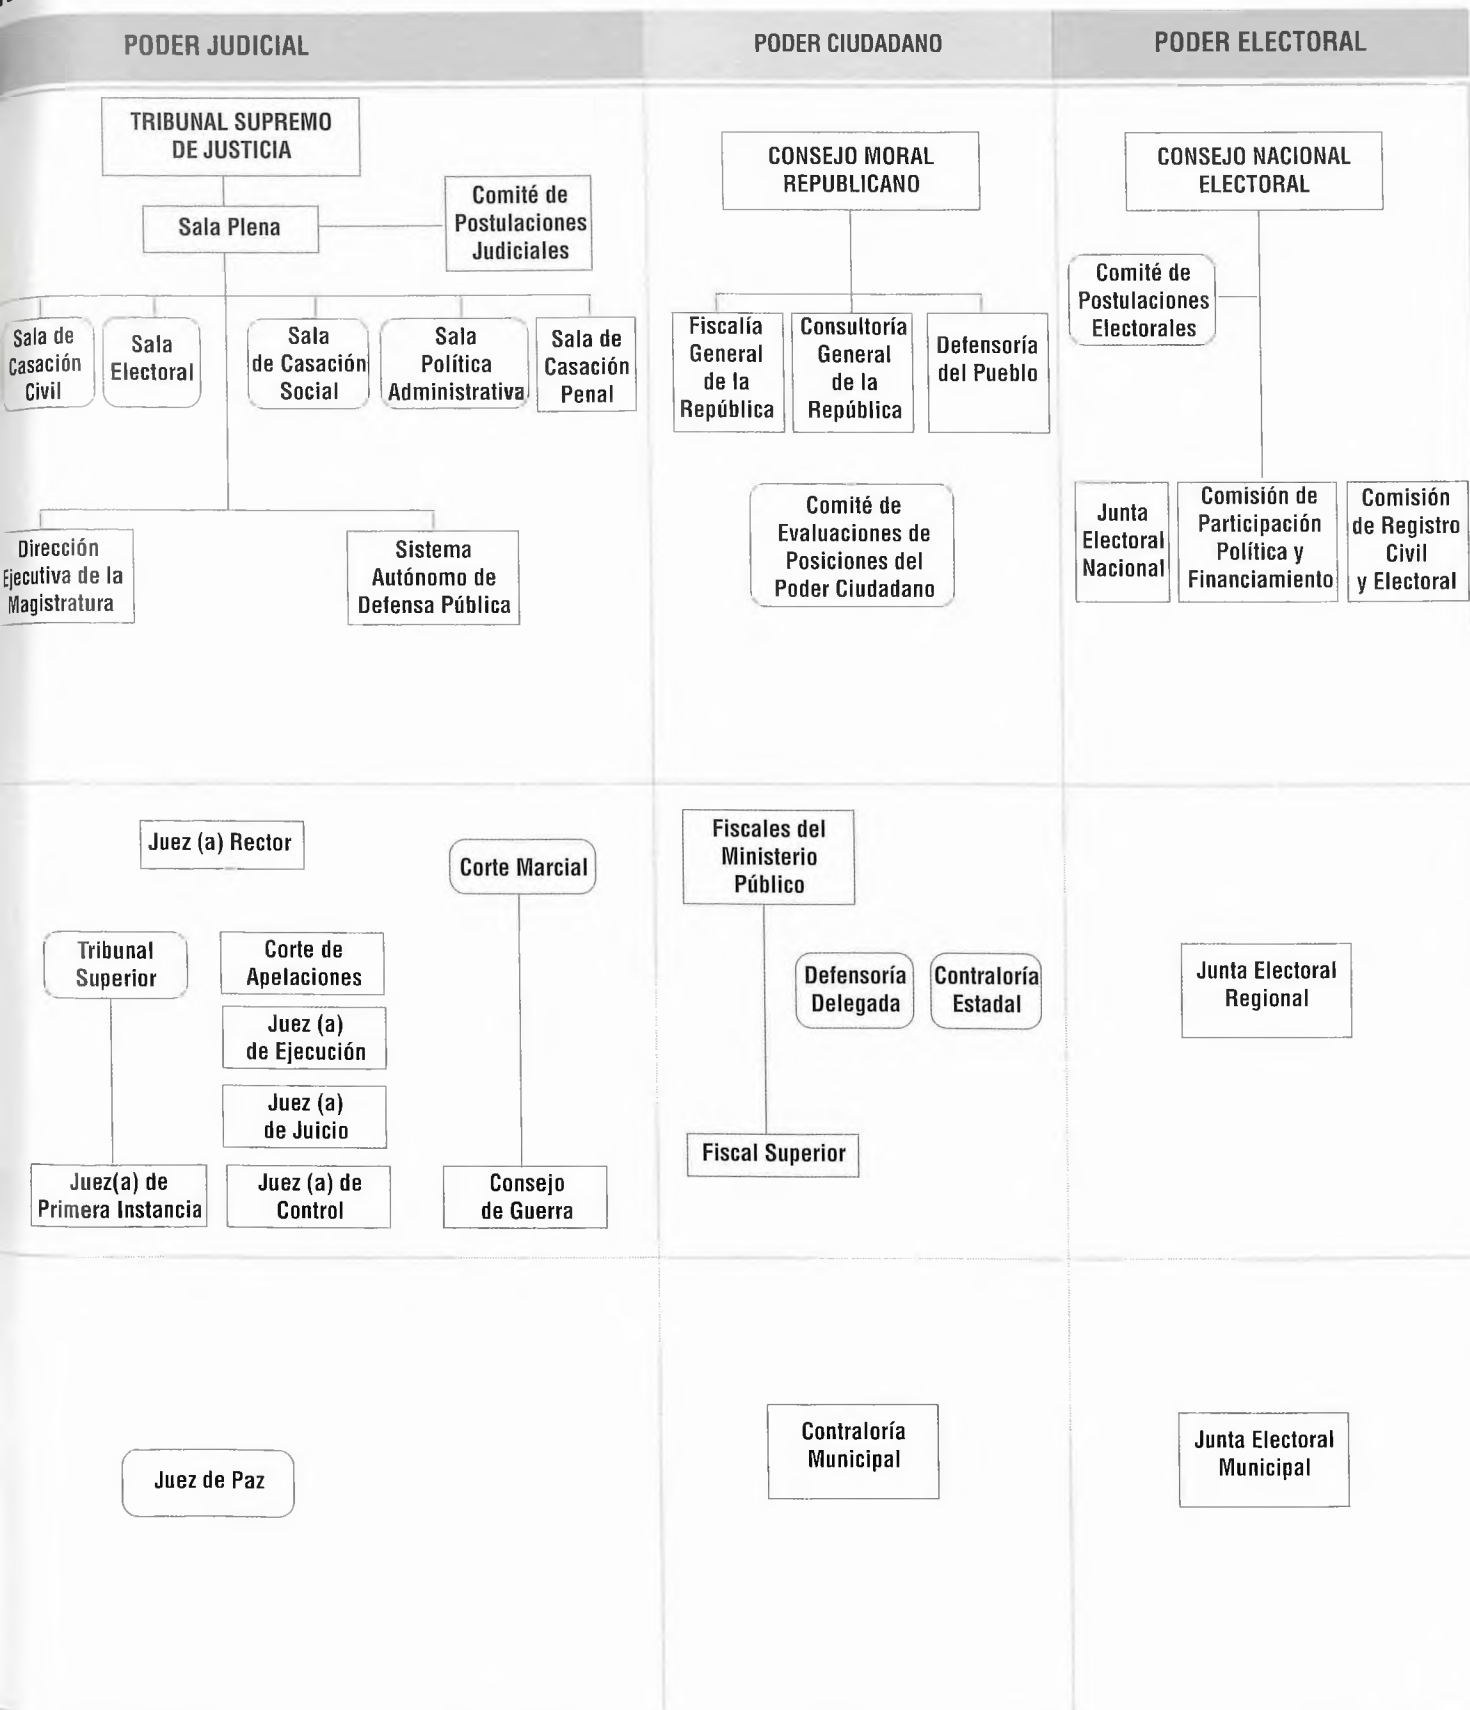 PODER JUDICIAL
PODER CIUDADANO
PODER ELECTORAL
TRIBUNAL SUPREMO
DE JUSTICIA
Sala Plena
Comité de
Postulaciones
Judiciales
Sala de
Casación
Civil
Sala
Electoral
Sala
de Casación
Social
Sala
Política
Administrativa
Sala de
Casación
Penal
Dirección
Ejecutiva de la
Magistratura
Sistema
Autónomo de
Defensa Pública
CONSEJO MORAL
REPUBLICANO
Fiscalía
General
de la
República
Consultoría
General
de la
República
Defensoría
del Pueblo
Comité de
Evaluaciones de
Posiciones del
Poder Ciudadano
CONSEJO NACIONAL
ELECTORAL
Comité de
Postulaciones
Electorales
Junta
Electoral
Nacional
Comisión de
Participación
Política y
Financiamiento
Comisión
de Registro
Civil
y Electoral
Juez (a) Rector
Corte Marcial
Tribunal
Superior
Corte de
Apelaciones
Juez (a)
de Ejecución
Juez (a)
de Juicio
Juez(a) de
Primera Instancia
Juez (a) de
Control
Consejo
de Guerra
Fiscales del
Ministerio
Público
Defensoría
Delegada
Contraloría
Estadal
Fiscal Superior
Junta Electoral
Regional
Juez de Paz
Contraloría
Municipal
Junta Electoral
Municipal